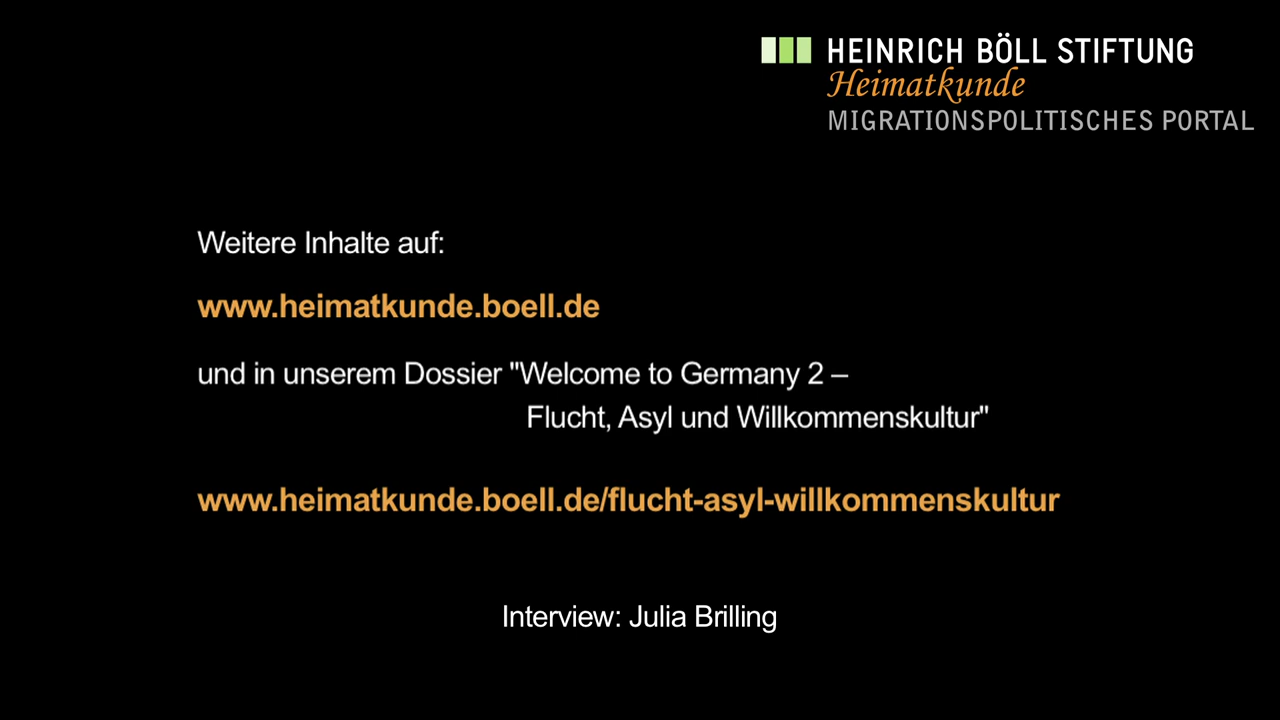 HEINRICH BÖLL STIFTUNG
Heimatkunde
MIGRATIONSPOLITISCHES PORTAL
Weitere Inhalte auf:
www.heimatkunde.boell.de
und in unserem Dossier "Welcome to Germany 2 –
Flucht, Asyl und Willkommenskultur"
www.heimatkunde.boell.de/flucht-asyl-willkommenskultur
Interview: Julia Brilling